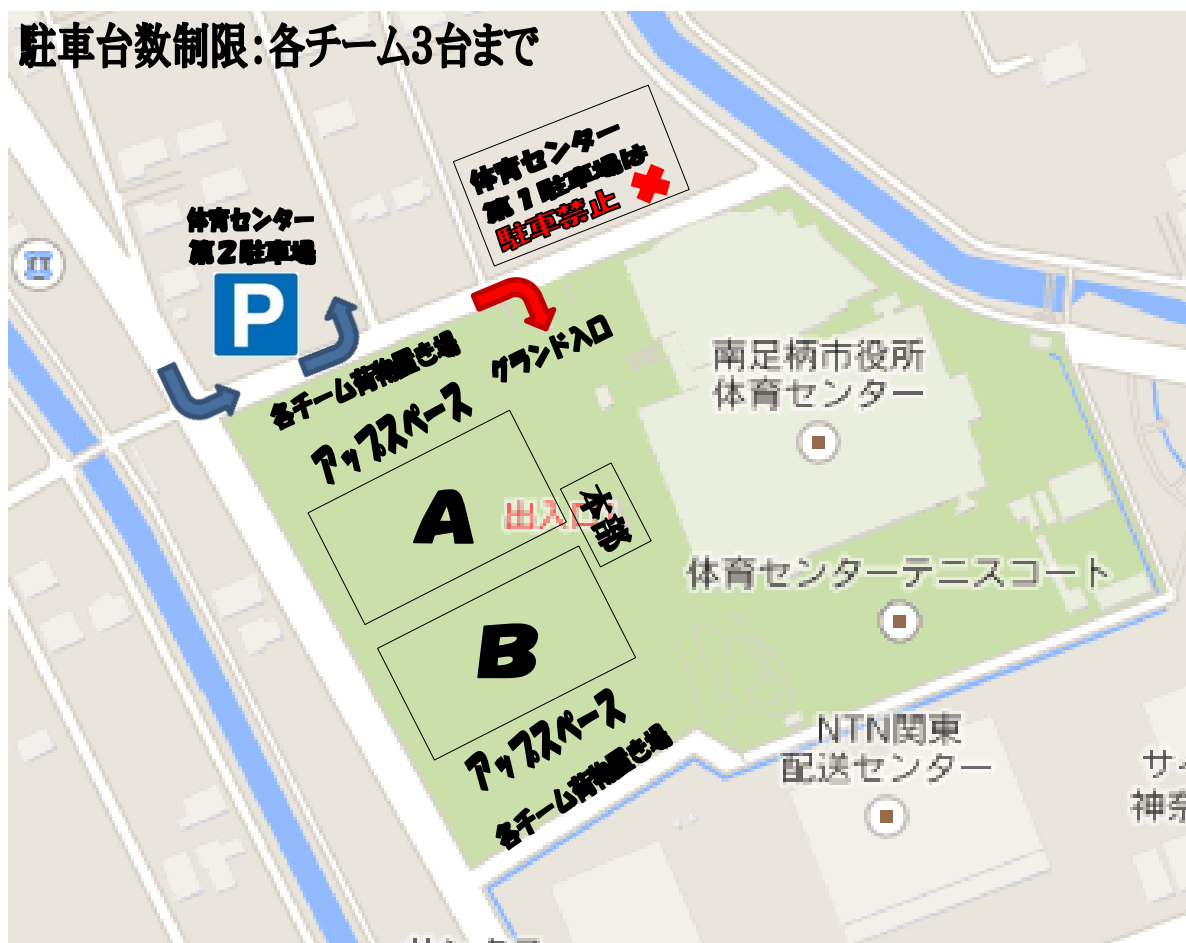 駐車台数制限:各チーム3台まで
体育センター
第1駐車場は
駐車禁止
体育センター
第2駐車場
P
グランド入口
各チーム荷物置き場
アップスペース
南足柄市役所
体育センター
A
出入口
本部
体育センターテニスコート
B
アップスペース
各チーム荷物置き場
NTN関東
配送センター
サイ
神奈